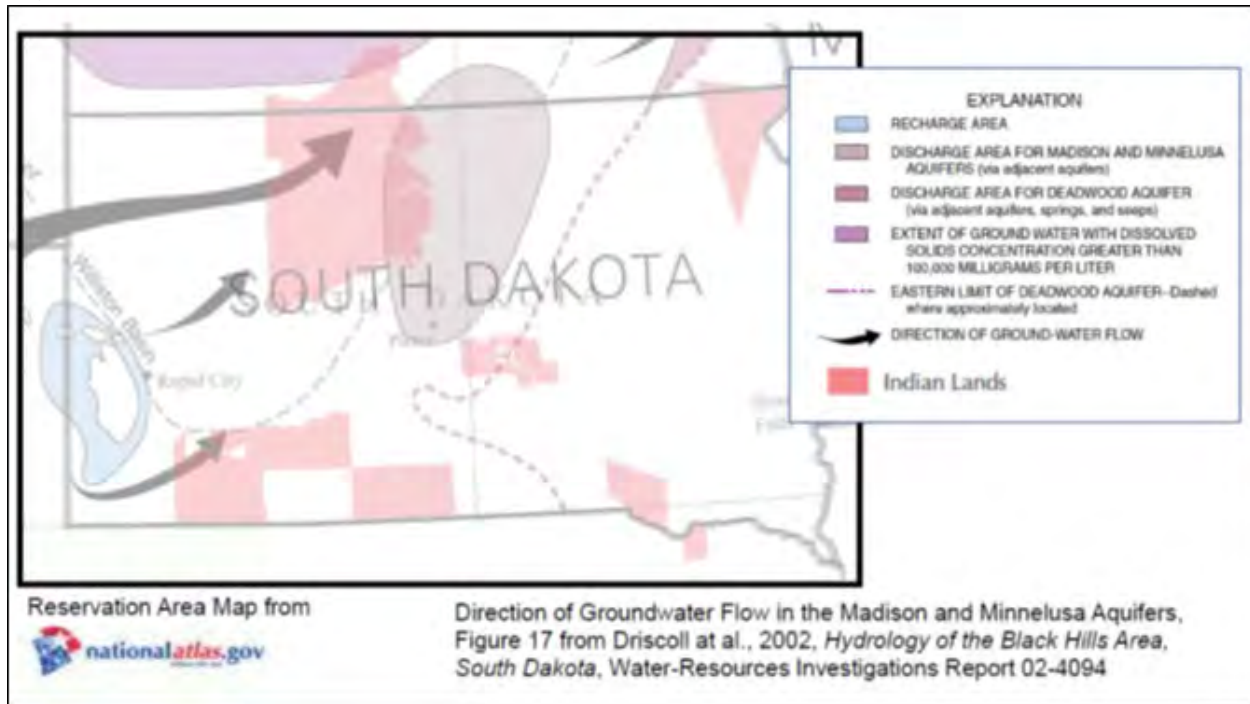 IV
EXPLANATION
RECHARGE AREA
DISCHARGE AREA FOR MADISON AND MINNELUSA
AQUIFERS (via adjacent aquifers)
DISCHARGE AREA FOR DEADWOOD AQUIFER
(via adjacent aquifers, springs, and seeps)
EXTENT OF GROUND WATER WITH DISSOLVED
SOLIDS CONCENTRATION GREATER THAN
100,000 MILLIGRAMS PER LITER
EASTERN LIMIT OF DEADWOOD AQUIFER--Dashed
where approximately located
DIRECTION OF GROUND-WATER FLOW
Indian Lands
SOUTH DAKOTA
Williston Basin
Rapid City
Reservation Area Map from
nationalatlas.gov
Direction of Groundwater Flow in the Madison and Minnelusa Aquifers,
Figure 17 from Driscoll at al., 2002, Hydrology of the Black Hills Area,
South Dakota, Water-Resources Investigations Report 02-4094